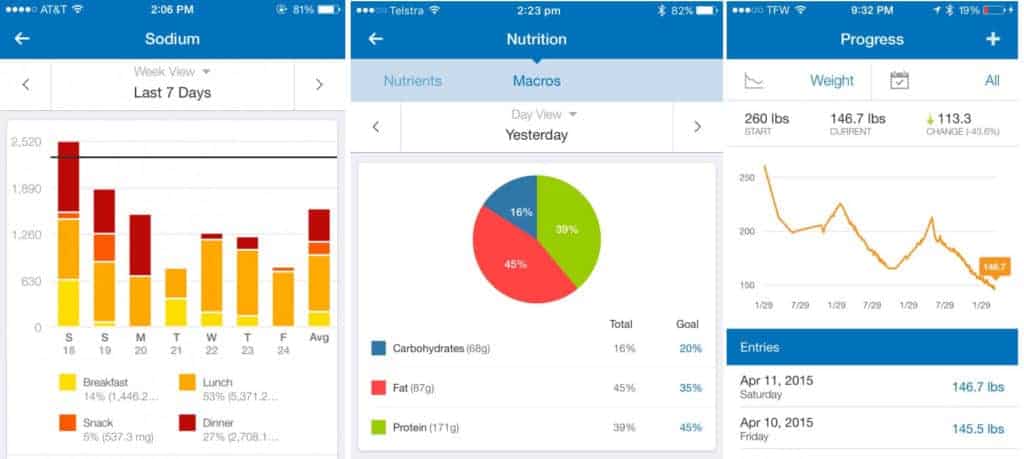 AT&T 2:06 PM 81%
Sodium
Week View
Last 7 Days
2,520
1,890
1,260
630
0
S S M T W T F Avg
18 19 20 21 22 23 24
Breakfast
14% (1,446.2...
Lunch
53% (5,371.2...
Snack
5% (537.3 mg)
Dinner
27% (2,708.1...
Telstra 2:23 pm 82%
Nutrition
Nutrients Macros
Day View
Yesterday
16%
39%
45%
Total Goal
Carbohydrates (68g) 16% 20%
Fat (87g) 45% 35%
Protein (171g) 39% 45%
TFW 9:32 PM 19%
Progress +
Weight All
260 lbs 146.7 lbs 113.3
START CURRENT CHANGE (-43.6%)
250
200
150
146.7
1/29 7/29 1/29 7/29 1/29
Entries
Apr 11, 2015 146.7 lbs
Saturday
Apr 10, 2015 145.5 lbs
Friday